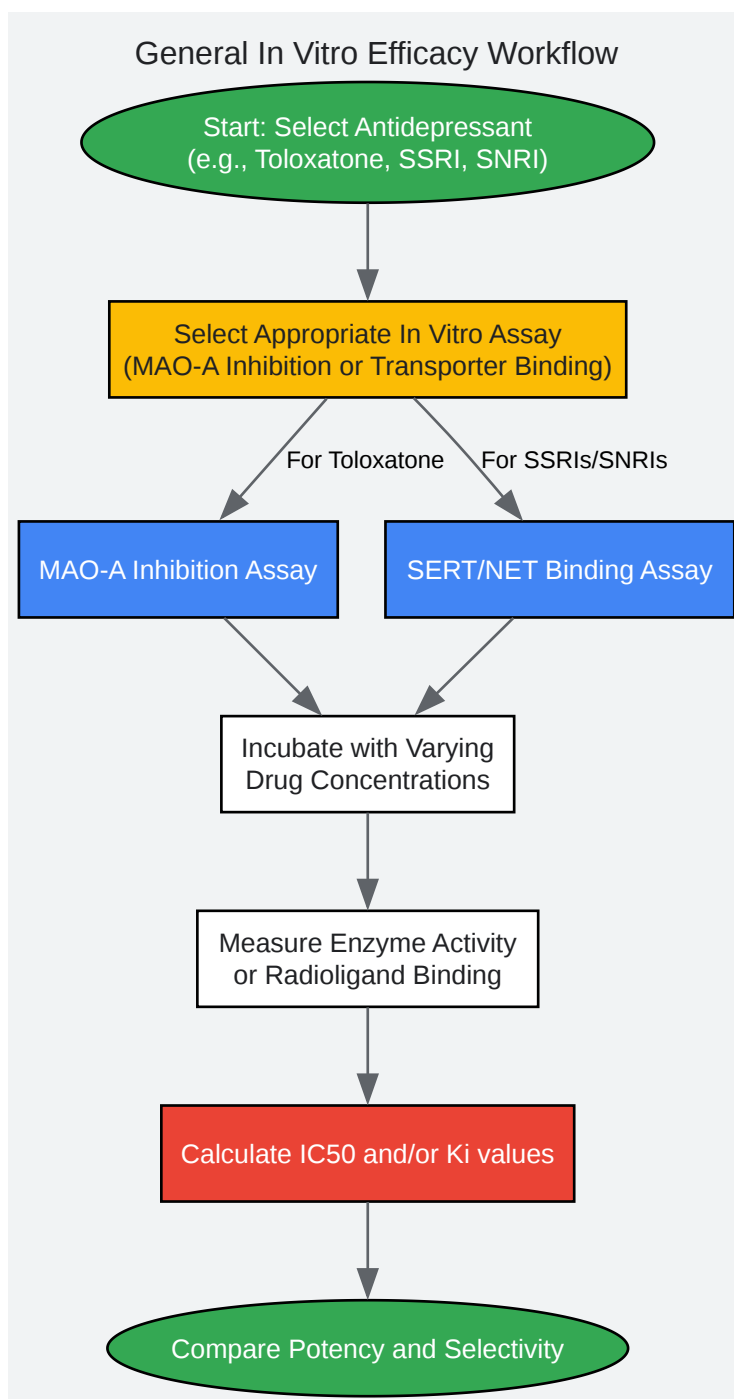 General In Vitro Efficacy Workflow
Start: Select Antidepressant
(e.g., Toloxatone, SSRI, SNRI)
Select Appropriate In Vitro Assay
(MAO-A Inhibition or Transporter Binding)
For Toloxatone
For SSRIs/SNRIs
MAO-A Inhibition Assay
SERT/NET Binding Assay
Incubate with Varying
Drug Concentrations
Measure Enzyme Activity
or Radioligand Binding
Calculate IC50 and/or Ki values
Compare Potency and Selectivity